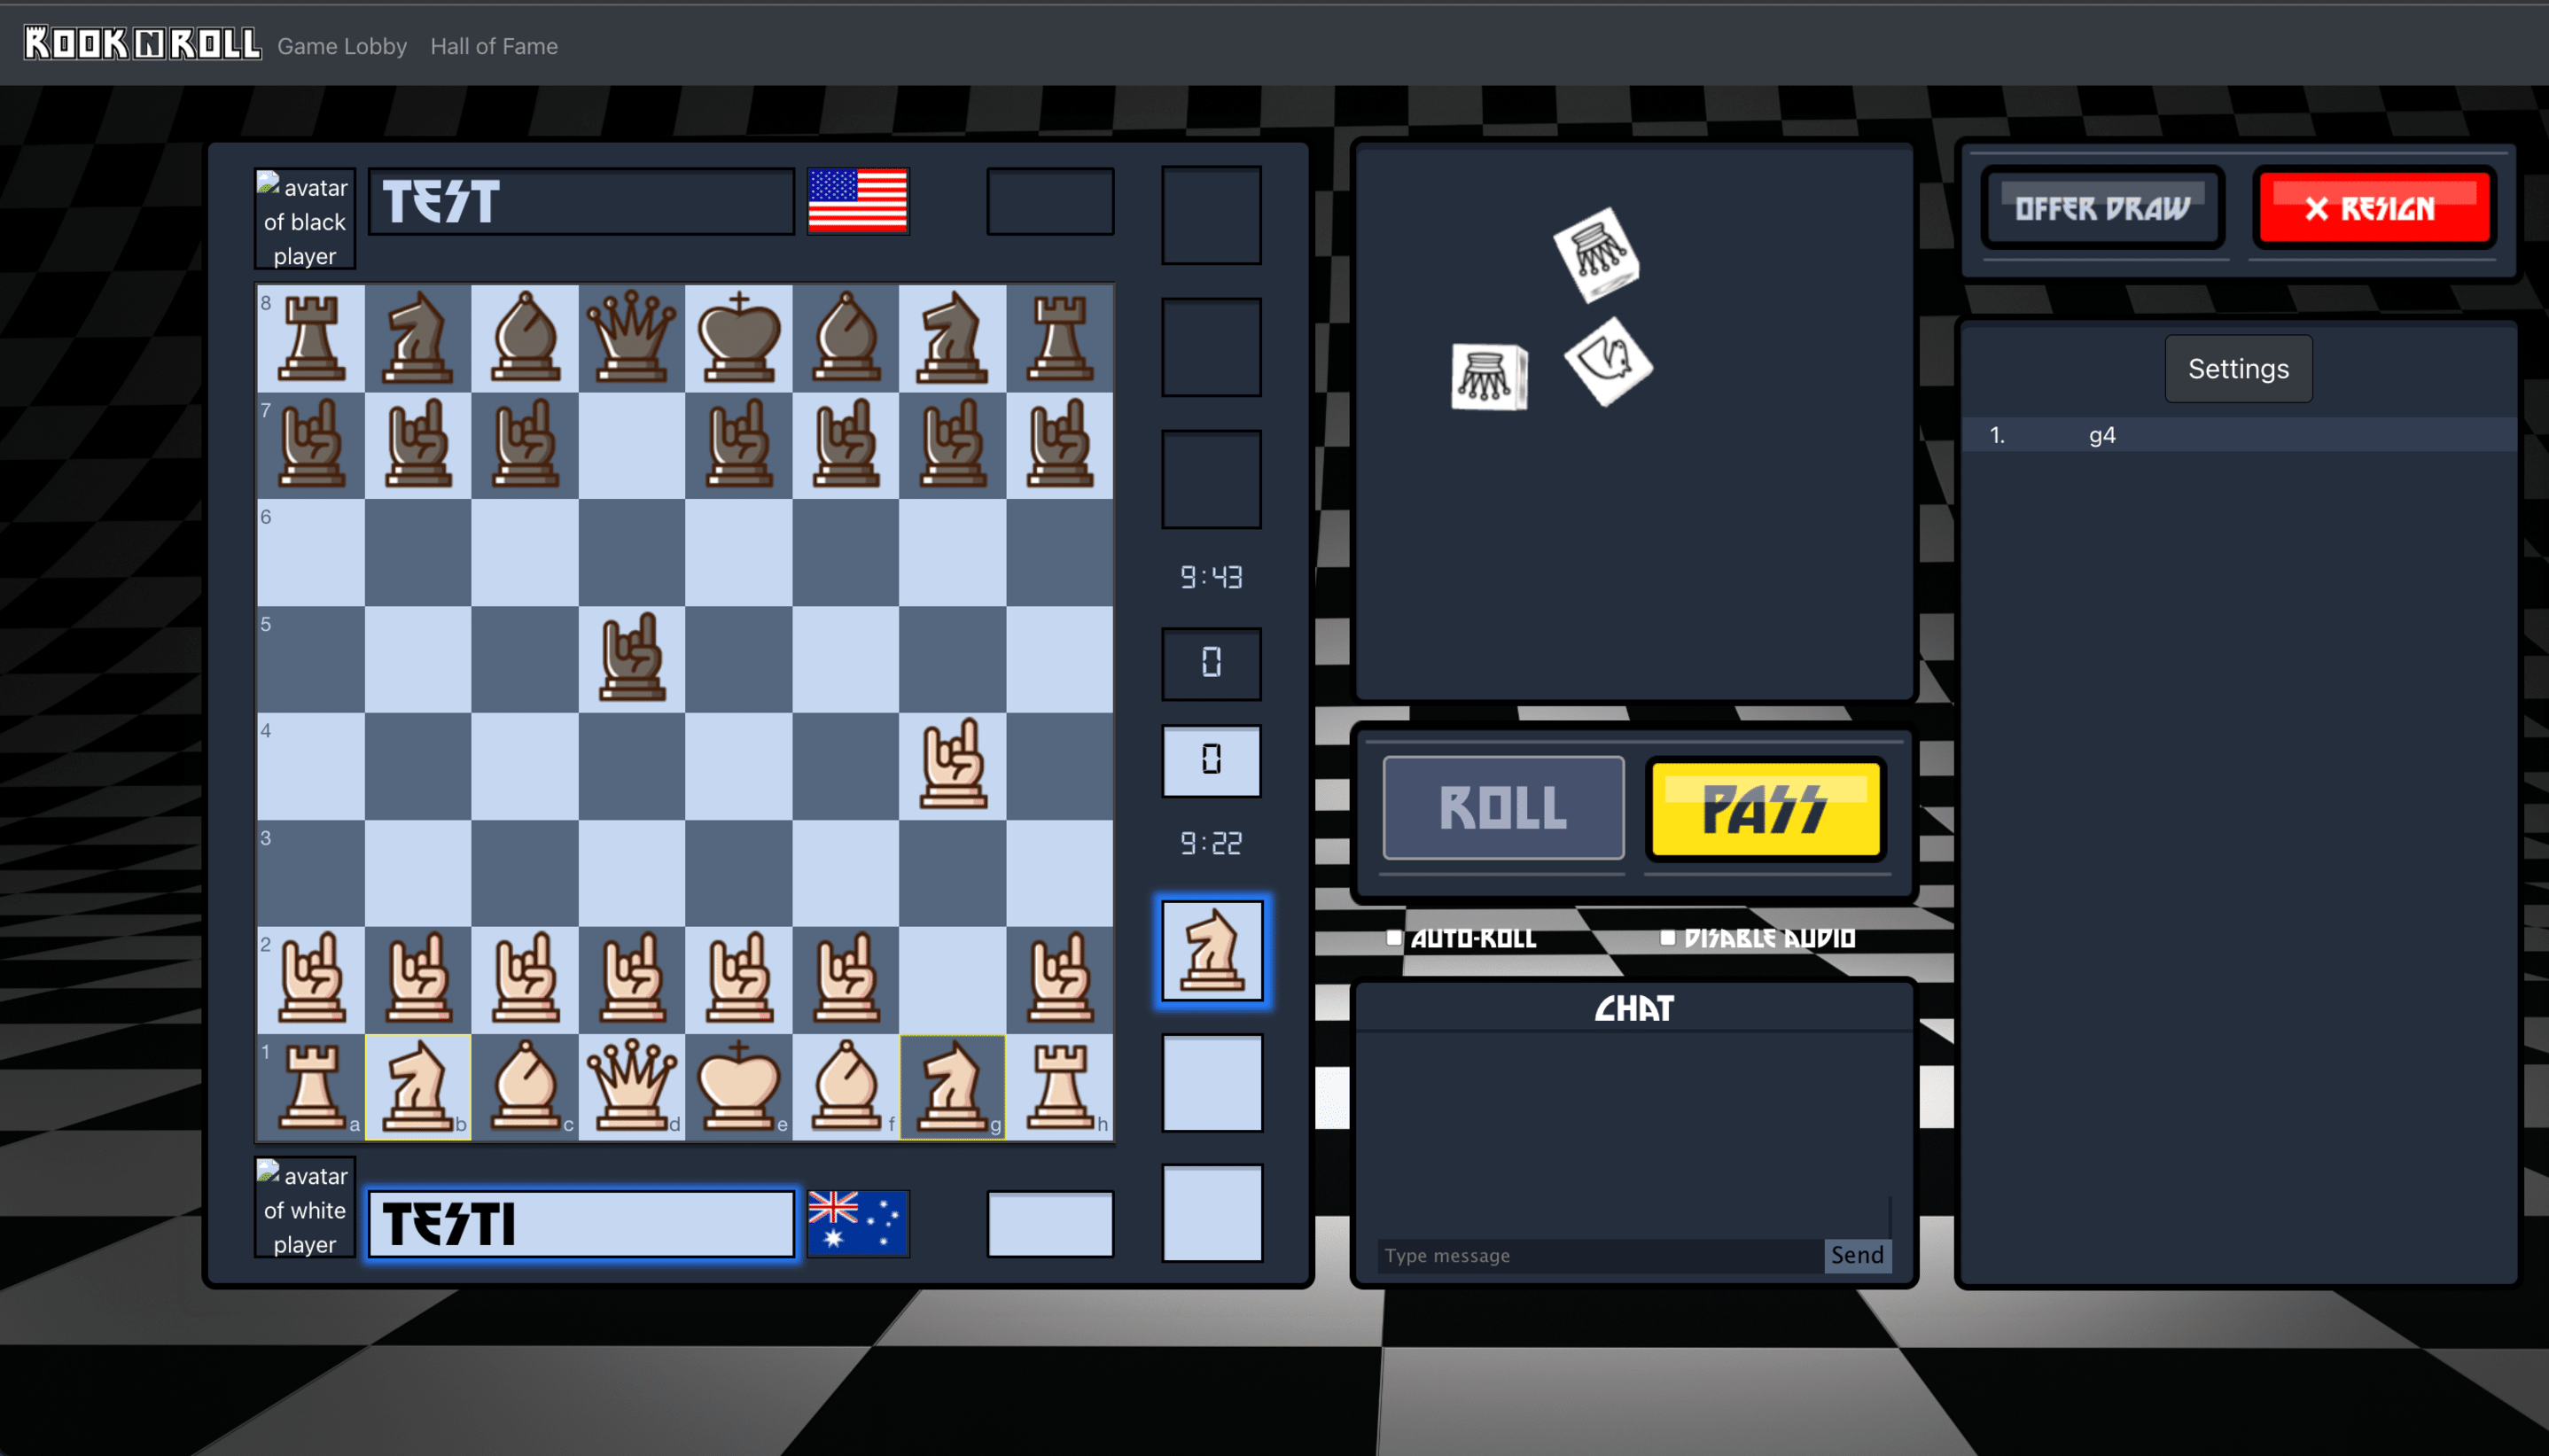 ROOK N ROLL Game Lobby Hall of Fame
avatar of black player
TEST
OFFER DRAW
X RESIGN
Settings
1. g4
8
7
6
5
4
3
2
1
a b c d e f g h
9:43
0
0
9:22
ROLL
PASS
AUTO-ROLL
DISABLE AUDIO
CHAT
Type message
Send
avatar of white player
TESTI